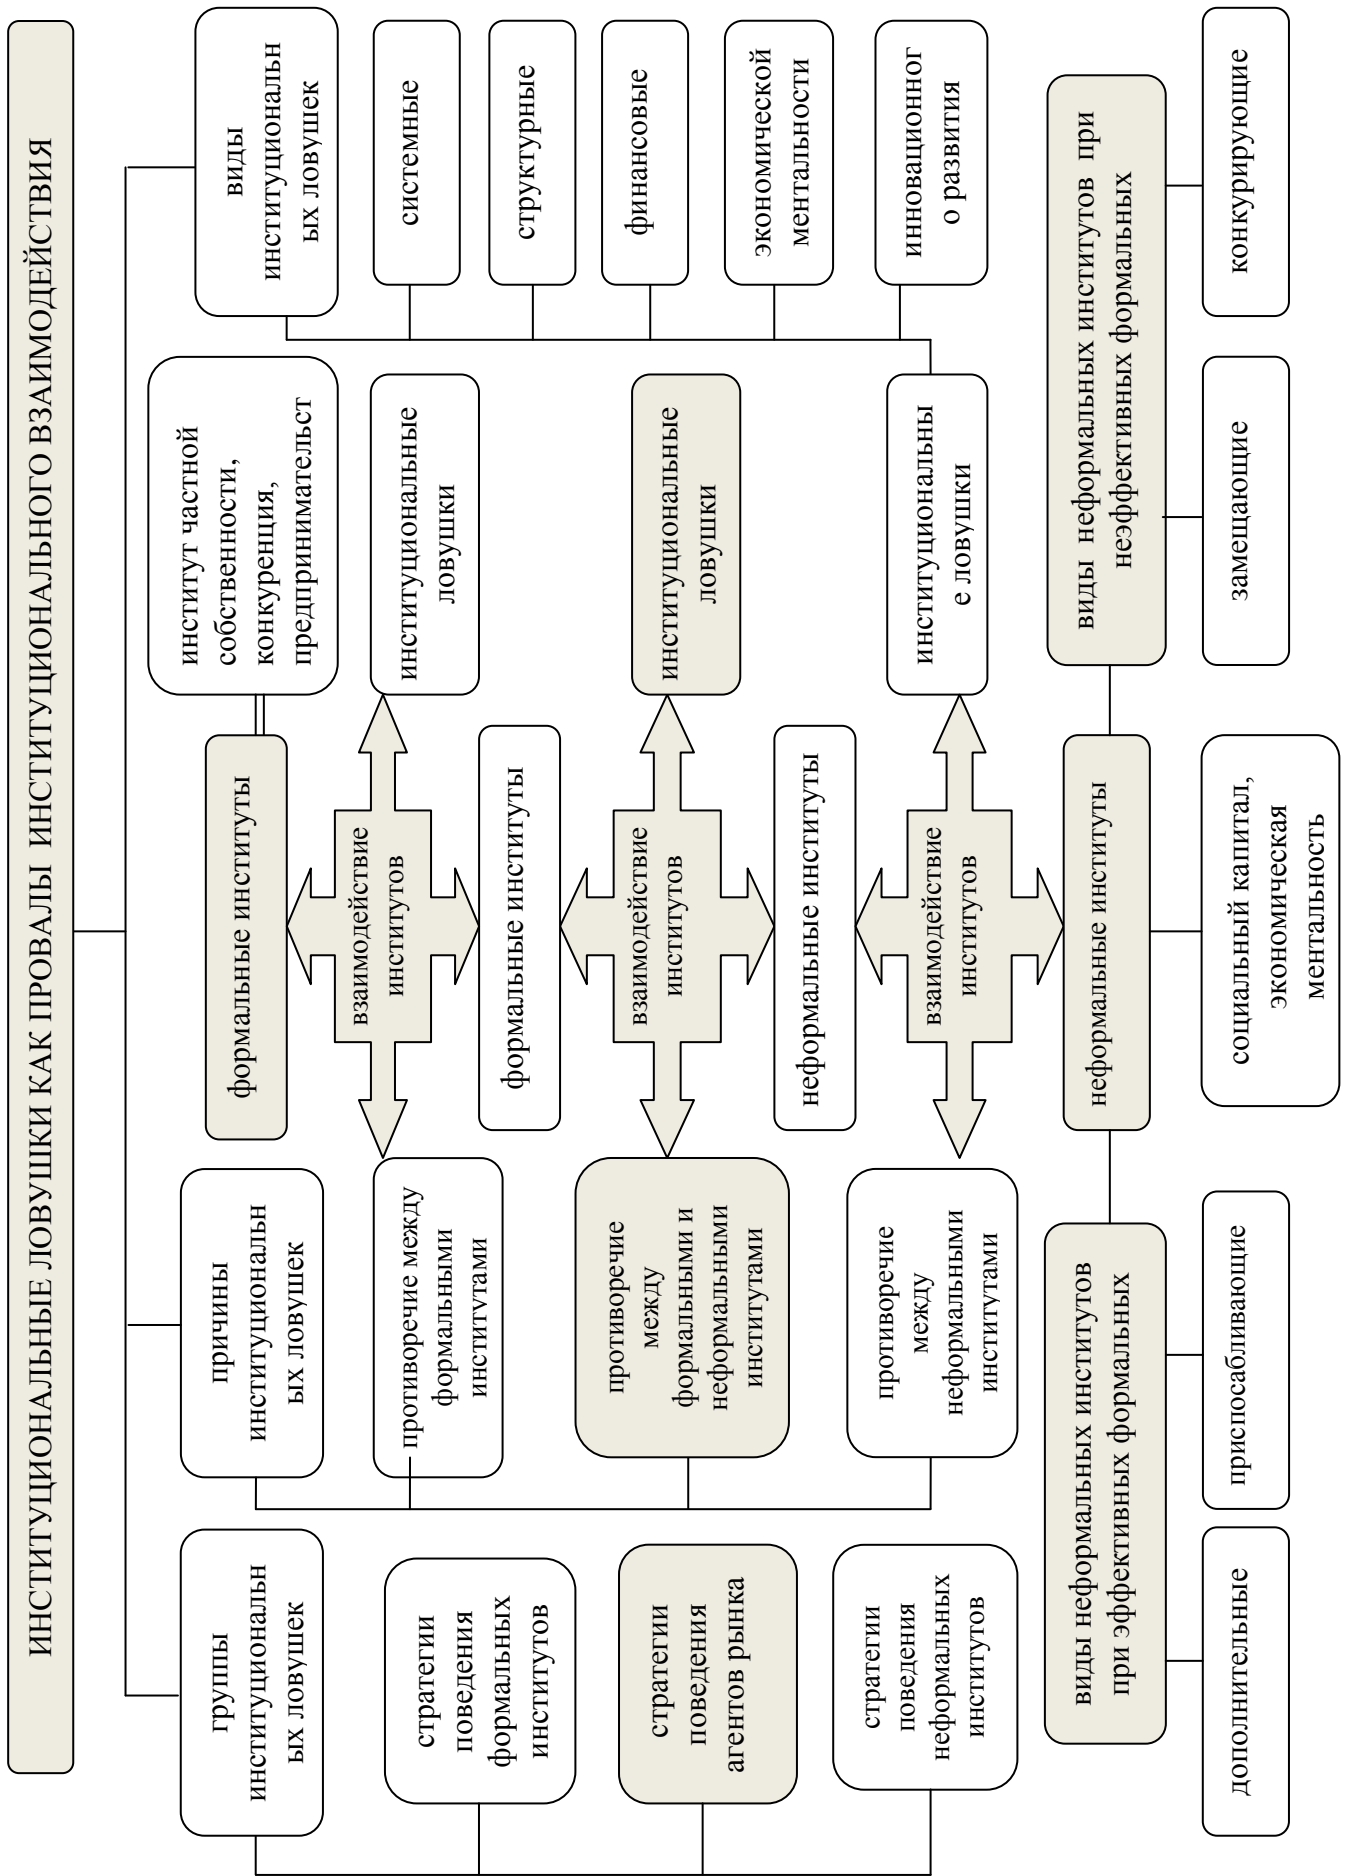 ИНСТИТУЦИОНАЛЬНЫЕ ЛОВУШКИ КАК ПРОВАЛЫ ИНСТИТУЦИОНАЛЬНОГО ВЗАИМОДЕЙСТВИЯ
группы
институциональн
ых ловушек
причины
институциональн
ых ловушек
виды
институциональн
ых ловушек
формальные институты
институт частной
собственности,
конкуренция,
предпринимательст
стратегии
поведения
формальных
институтов
противоречие между
формальными
институтами
взаимодействие
институтов
институциональные
ловушки
системные
формальные институты
структурные
стратегии
поведения
агентов рынка
противоречие
между
формальными и
неформальными
институтами
взаимодействие
институтов
институциональные
ловушки
финансовые
неформальные институты
экономической
ментальности
стратегии
поведения
неформальных
институтов
противоречие
между
неформальными
институтами
взаимодействие
институтов
институциональны
е ловушки
инновационног
о развития
виды неформальных институтов
при эффективных формальных
неформальные институты
виды неформальных институтов при
неэффективных формальных
дополнительные
приспосабливающие
социальный капитал,
экономическая
ментальность
замещающие
конкурирующие